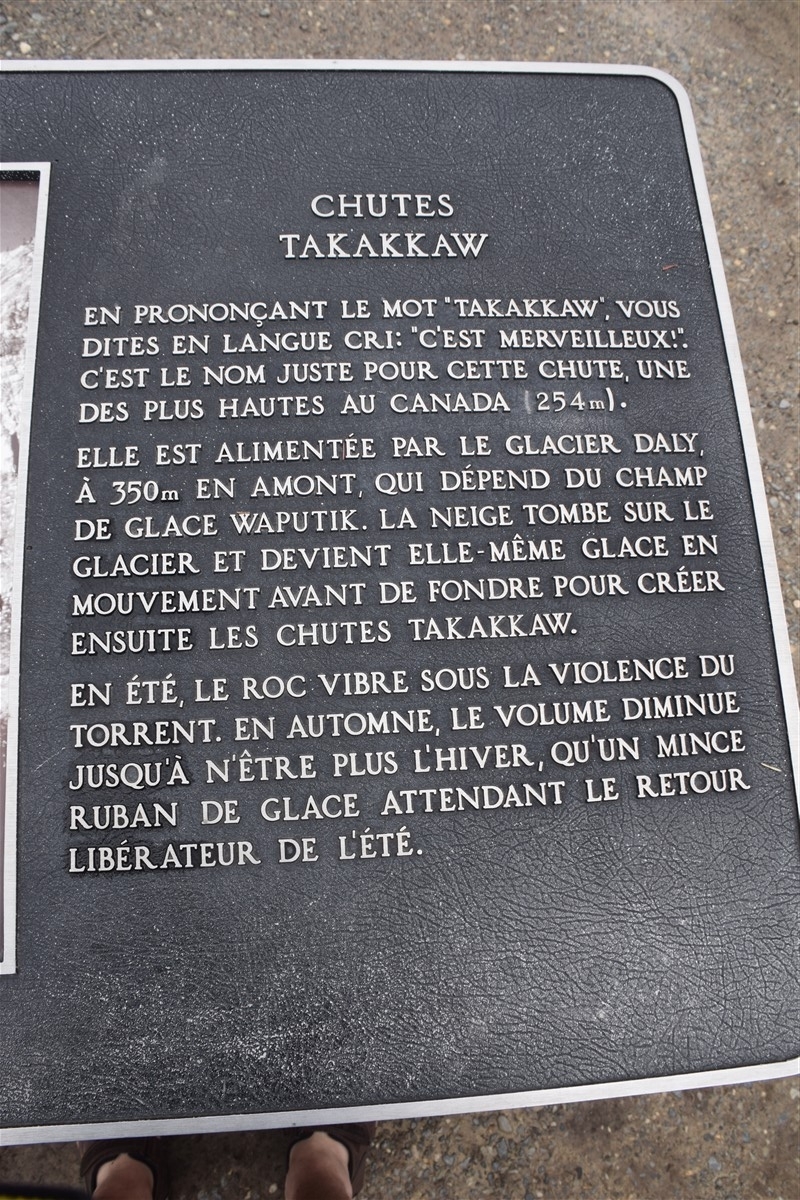 CHUTES
TAKAKKAW
EN PRONONÇANT LE MOT "TAKAKKAW", VOUS
DITES EN LANGUE CRI: "C'EST MERVEILLEUX!".
C'EST LE NOM JUSTE POUR CETTE CHUTE, UNE
DES PLUS HAUTES AU CANADA (254m).
ELLE EST ALIMENTÉE PAR LE GLACIER DALY,
À 350m EN AMONT, QUI DÉPEND DU CHAMP
DE GLACE WAPUTIK. LA NEIGE TOMBE SUR LE
GLACIER ET DEVIENT ELLE-MÊME GLACE EN
MOUVEMENT AVANT DE FONDRE POUR CRÉER
ENSUITE LES CHUTES TAKAKKAW.
EN ÉTÉ, LE ROC VIBRE SOUS LA VIOLENCE DU
TORRENT. EN AUTOMNE, LE VOLUME DIMINUE
JUSQU'À N'ÊTRE PLUS L'HIVER, QU'UN MINCE
RUBAN DE GLACE ATTENDANT LE RETOUR
LIBÉRATEUR DE L'ÉTÉ.